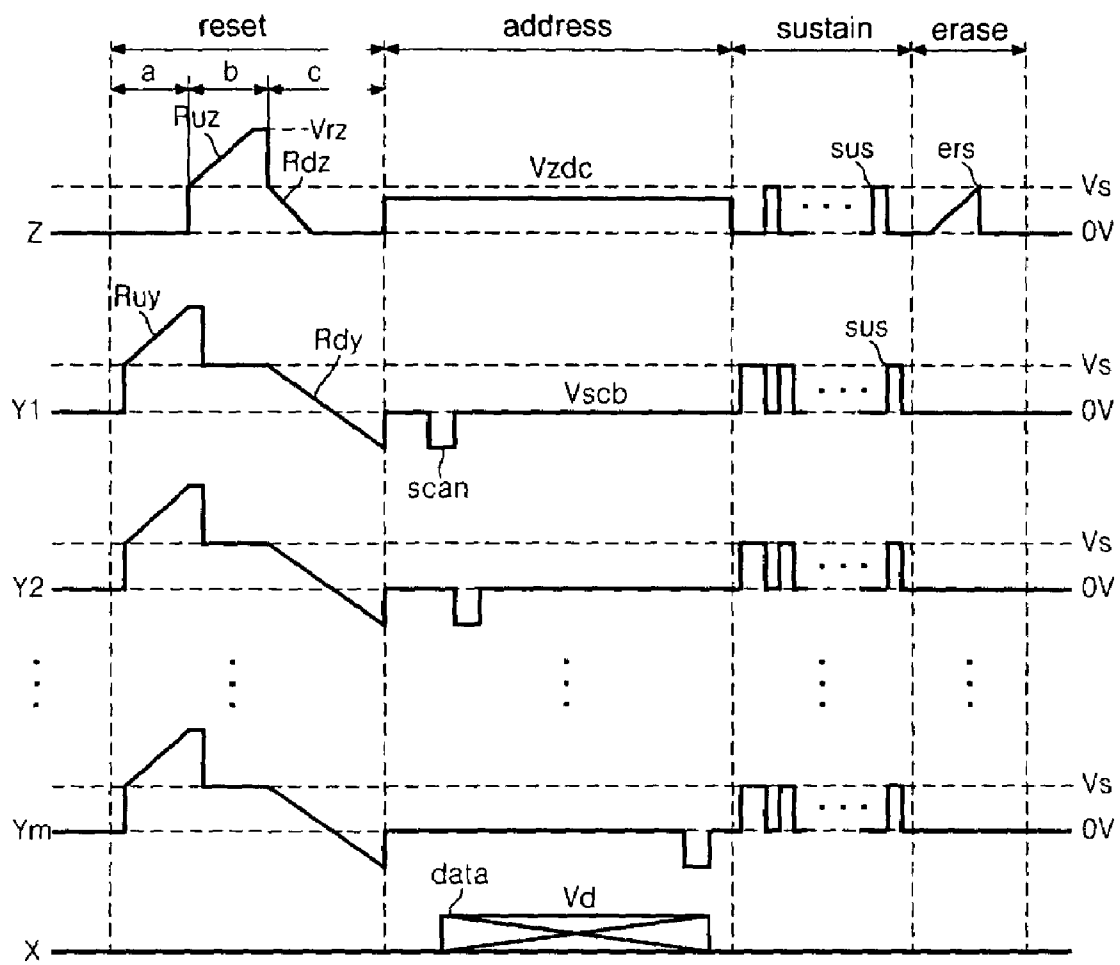 reset address sustain erase
a b c
Ruz Vrz
Rdz Vzdc sus ers
Vs
Z 0V
Ruy Rdy sus
Vs
Vscb
Y1 0V
scan
Vs
Y2 0V
Vs
Ym 0V
data Vd
X